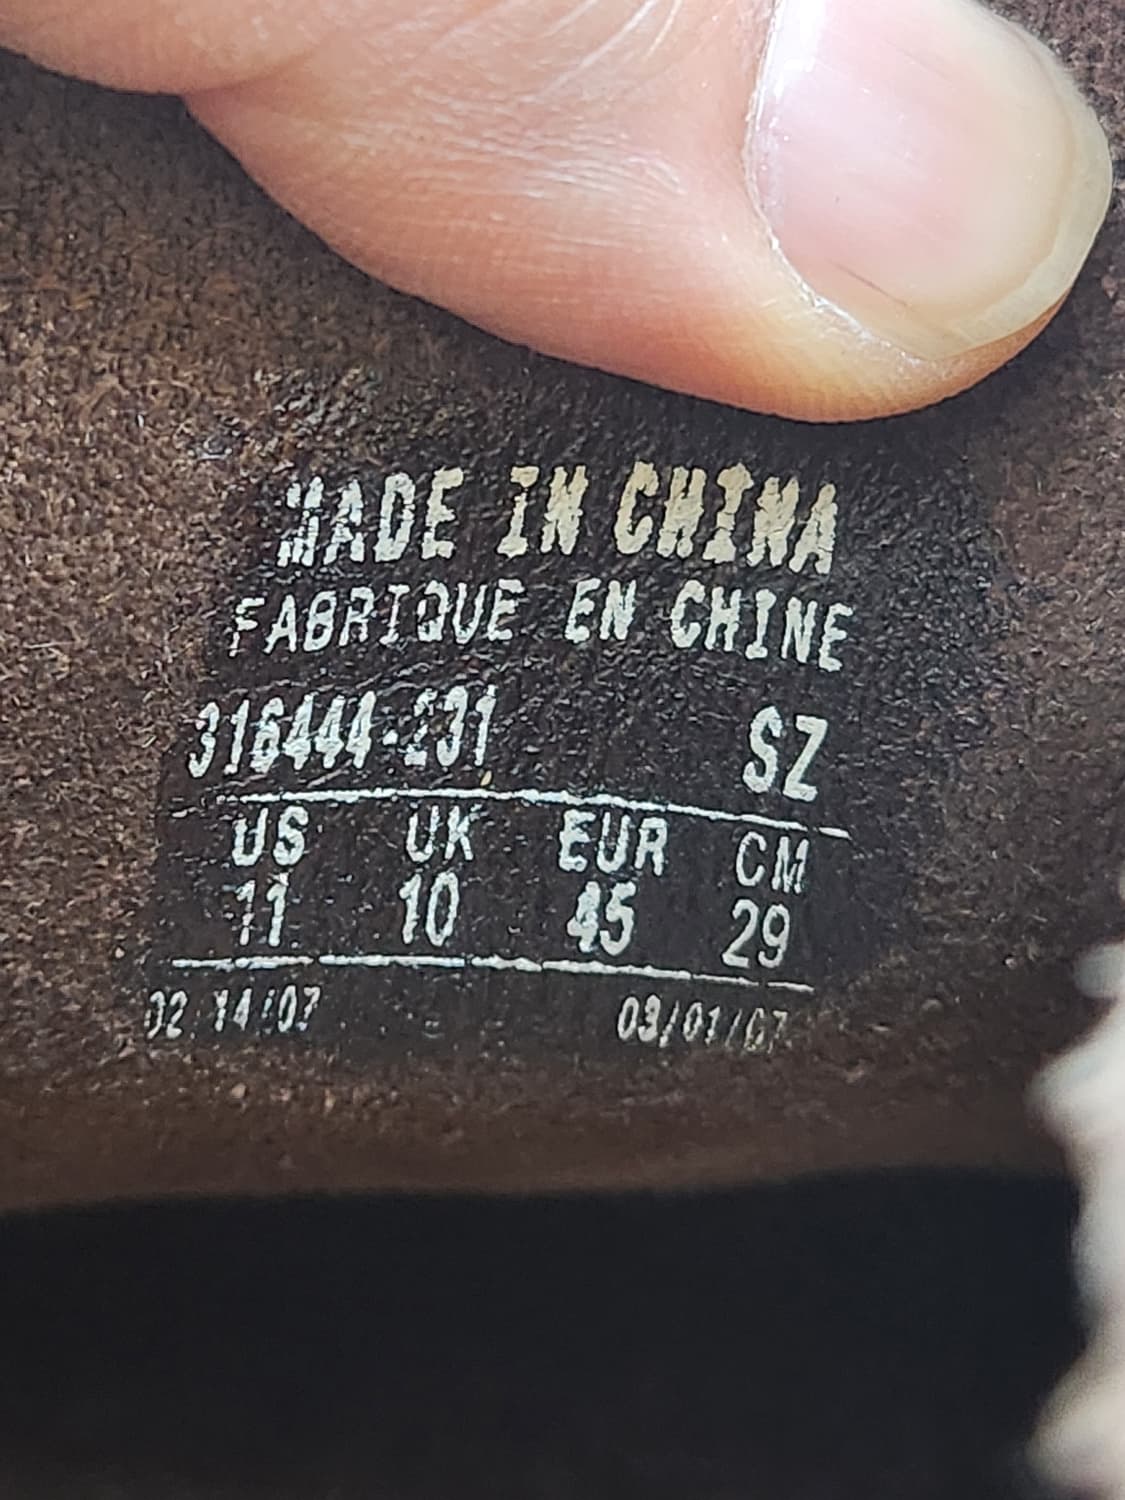 MADE IN CHINA
FABRIQUE EN CHINE
316444-231 SZ
US UK EUR CM
11 10 45 29
02/14/07 03/01/07